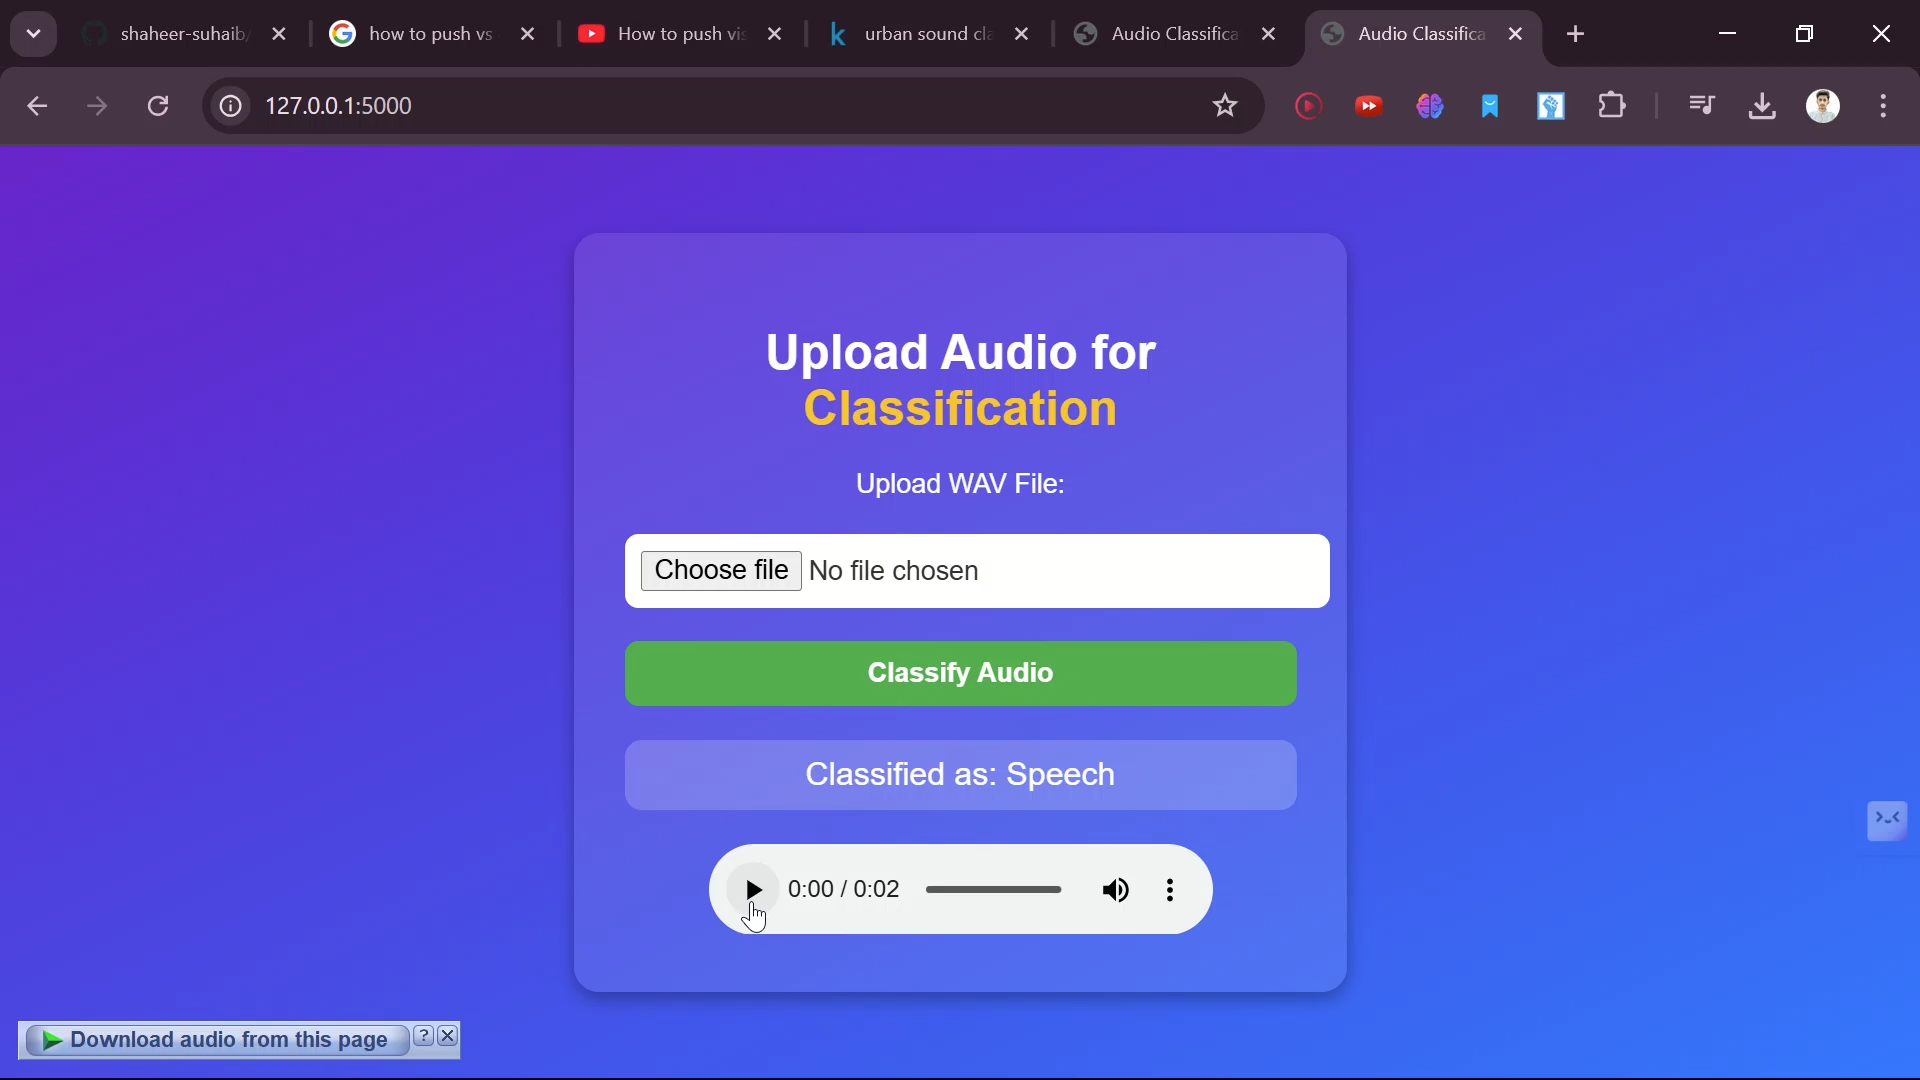 shaheer-suhaib/
how to push vs
How to push vis
urban sound cla
Audio Classifica
Audio Classifica
127.0.0.1:5000
Upload Audio for
Classification
Upload WAV File:
Choose file No file chosen
Classify Audio
Classified as: Speech
0:00 / 0:02
Download audio from this page ?